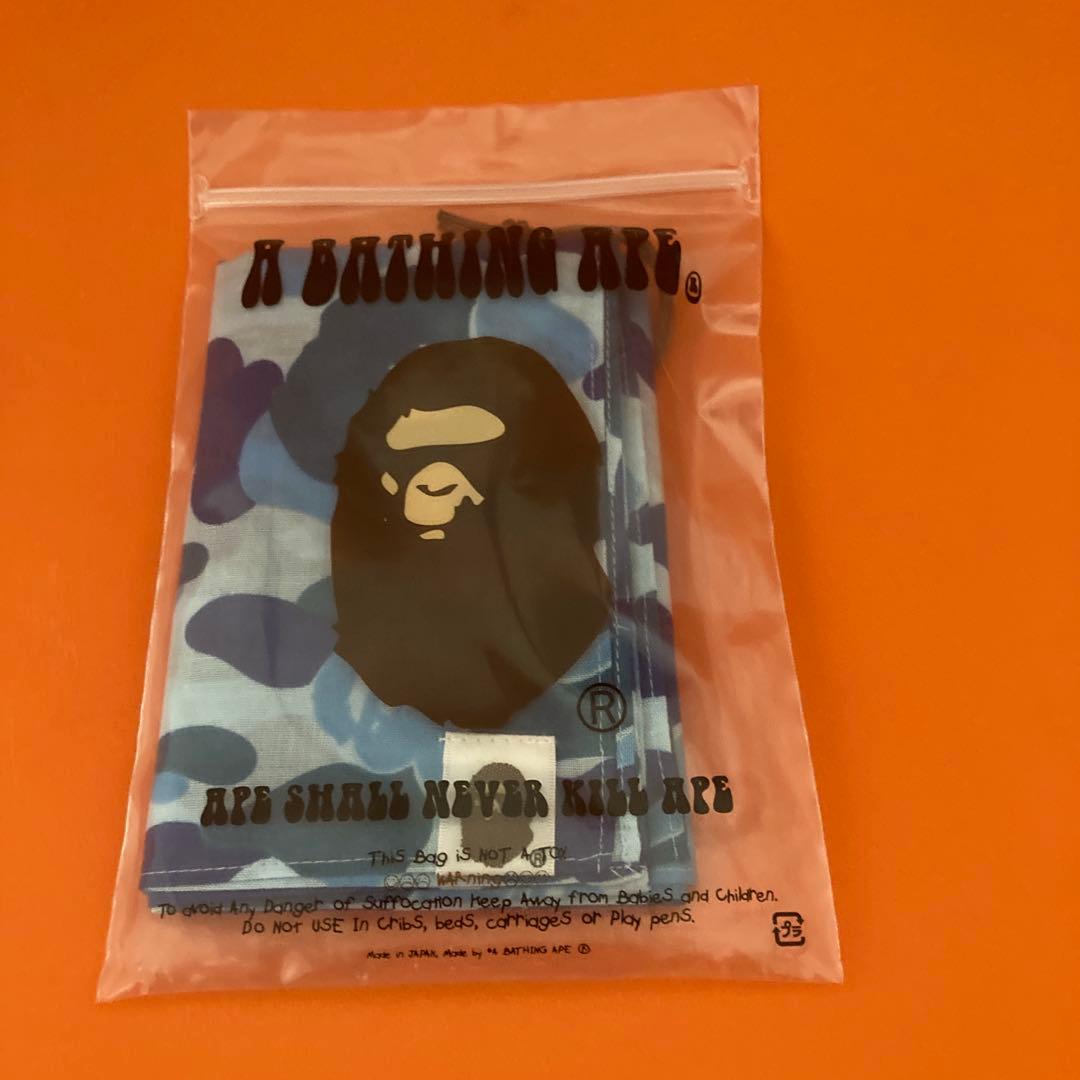 A BATHING APE®
®
APE SHALL NEVER KILL APE
This Bag is NOT A TOY
WARning
To avoid Any Danger of Suffocation Keep Away from Babies and Children.
Do NoT USE In Cribs, beds, carriages or Play pens.
Made in JAPAN, Made by *A BATHING APE ®
プラ